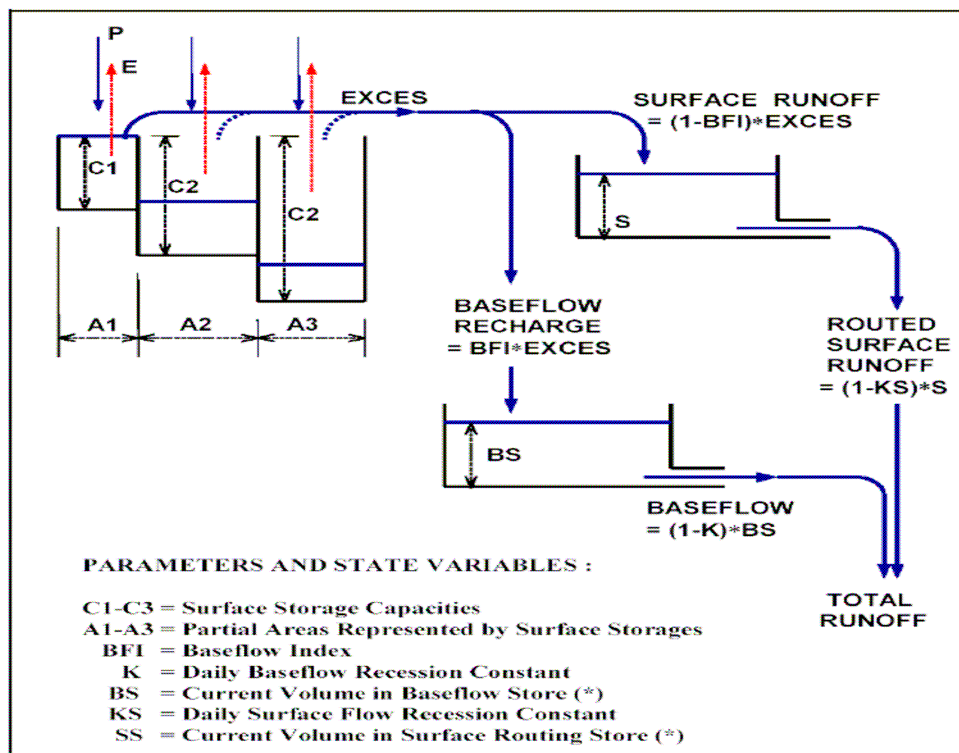 P
E
EXCES
SURFACE RUNOFF
= (1-BFI)*EXCES
C1
C2
C2
S
A1
A2
A3
BASEFLOW
RECHARGE
= BFI*EXCES
ROUTED
SURFACE
RUNOFF
= (1-KS)*S
BS
BASEFLOW
= (1-K)*BS
TOTAL
RUNOFF
PARAMETERS AND STATE VARIABLES :
C1-C3 = Surface Storage Capacities
A1-A3 = Partial Areas Represented by Surface Storages
BFI = Baseflow Index
K = Daily Baseflow Recession Constant
BS = Current Volume in Baseflow Store (*)
KS = Daily Surface Flow Recession Constant
SS = Current Volume in Surface Routing Store (*)